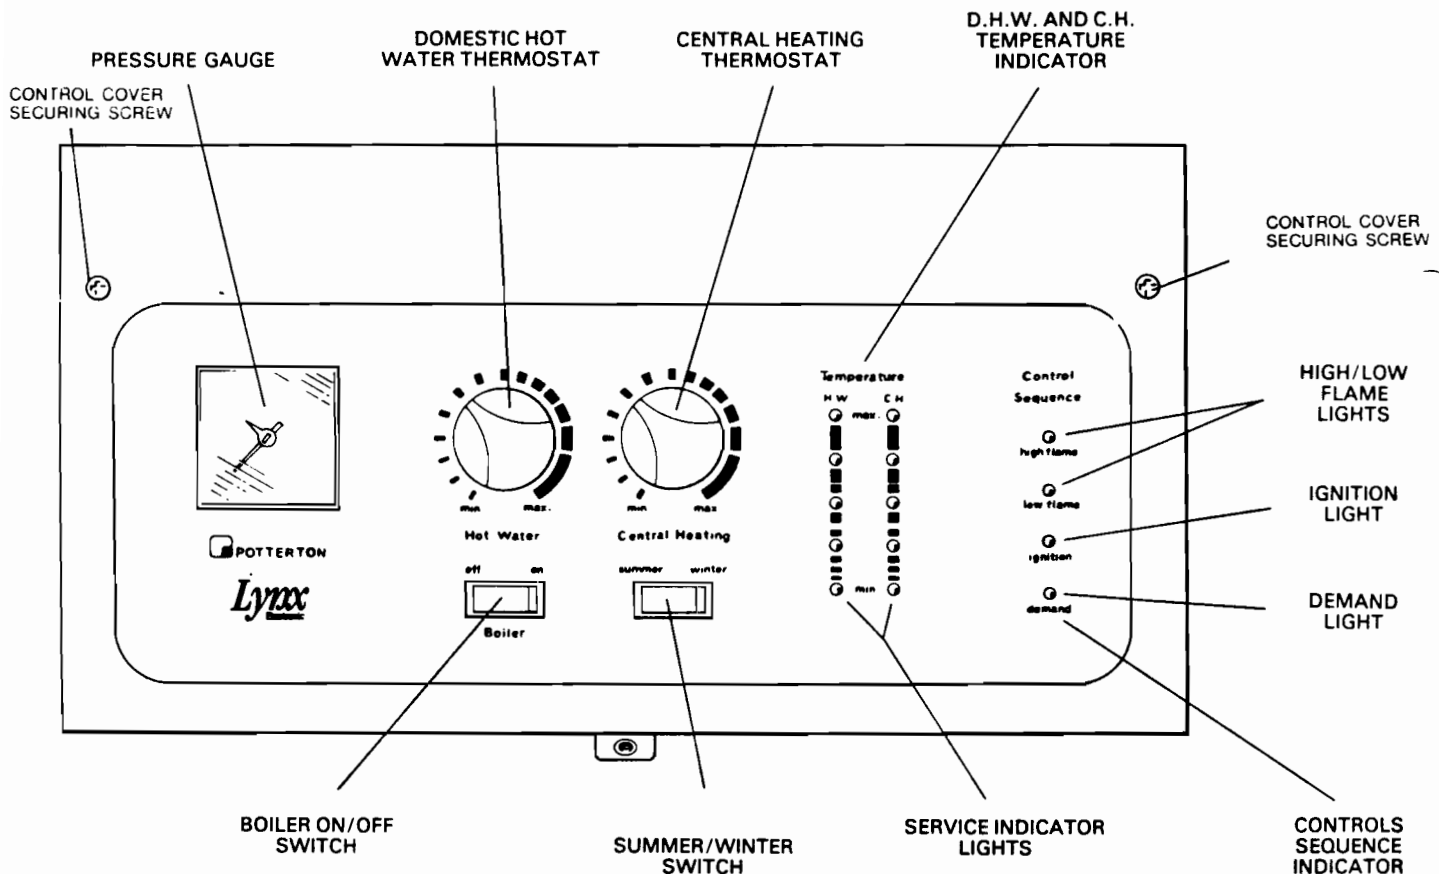 D.H.W. AND C.H.
TEMPERATURE
INDICATOR
DOMESTIC HOT
WATER THERMOSTAT
CENTRAL HEATING
THERMOSTAT
PRESSURE GAUGE
CONTROL COVER
SECURING SCREW
CONTROL COVER
SECURING SCREW
Temperature
H W
C H
max.
min
Control
Sequence
high flame
low flame
ignition
demand
HIGH/LOW
FLAME
LIGHTS
IGNITION
LIGHT
DEMAND
LIGHT
min
max.
Hot Water
min
max
Central Heating
POTTERTON
Lynx
Electronic
off
on
Boiler
summer
winter
BOILER ON/OFF
SWITCH
SUMMER/WINTER
SWITCH
SERVICE INDICATOR
LIGHTS
CONTROLS
SEQUENCE
INDICATOR